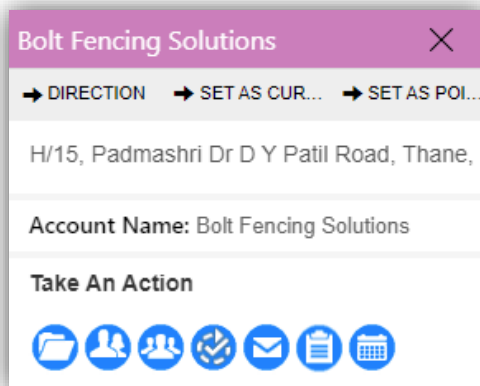 Bolt Fencing Solutions
DIRECTION SET AS CUR... SET AS POI...
H/15, Padmashri Dr D Y Patil Road, Thane,
Account Name: Bolt Fencing Solutions
Take An Action